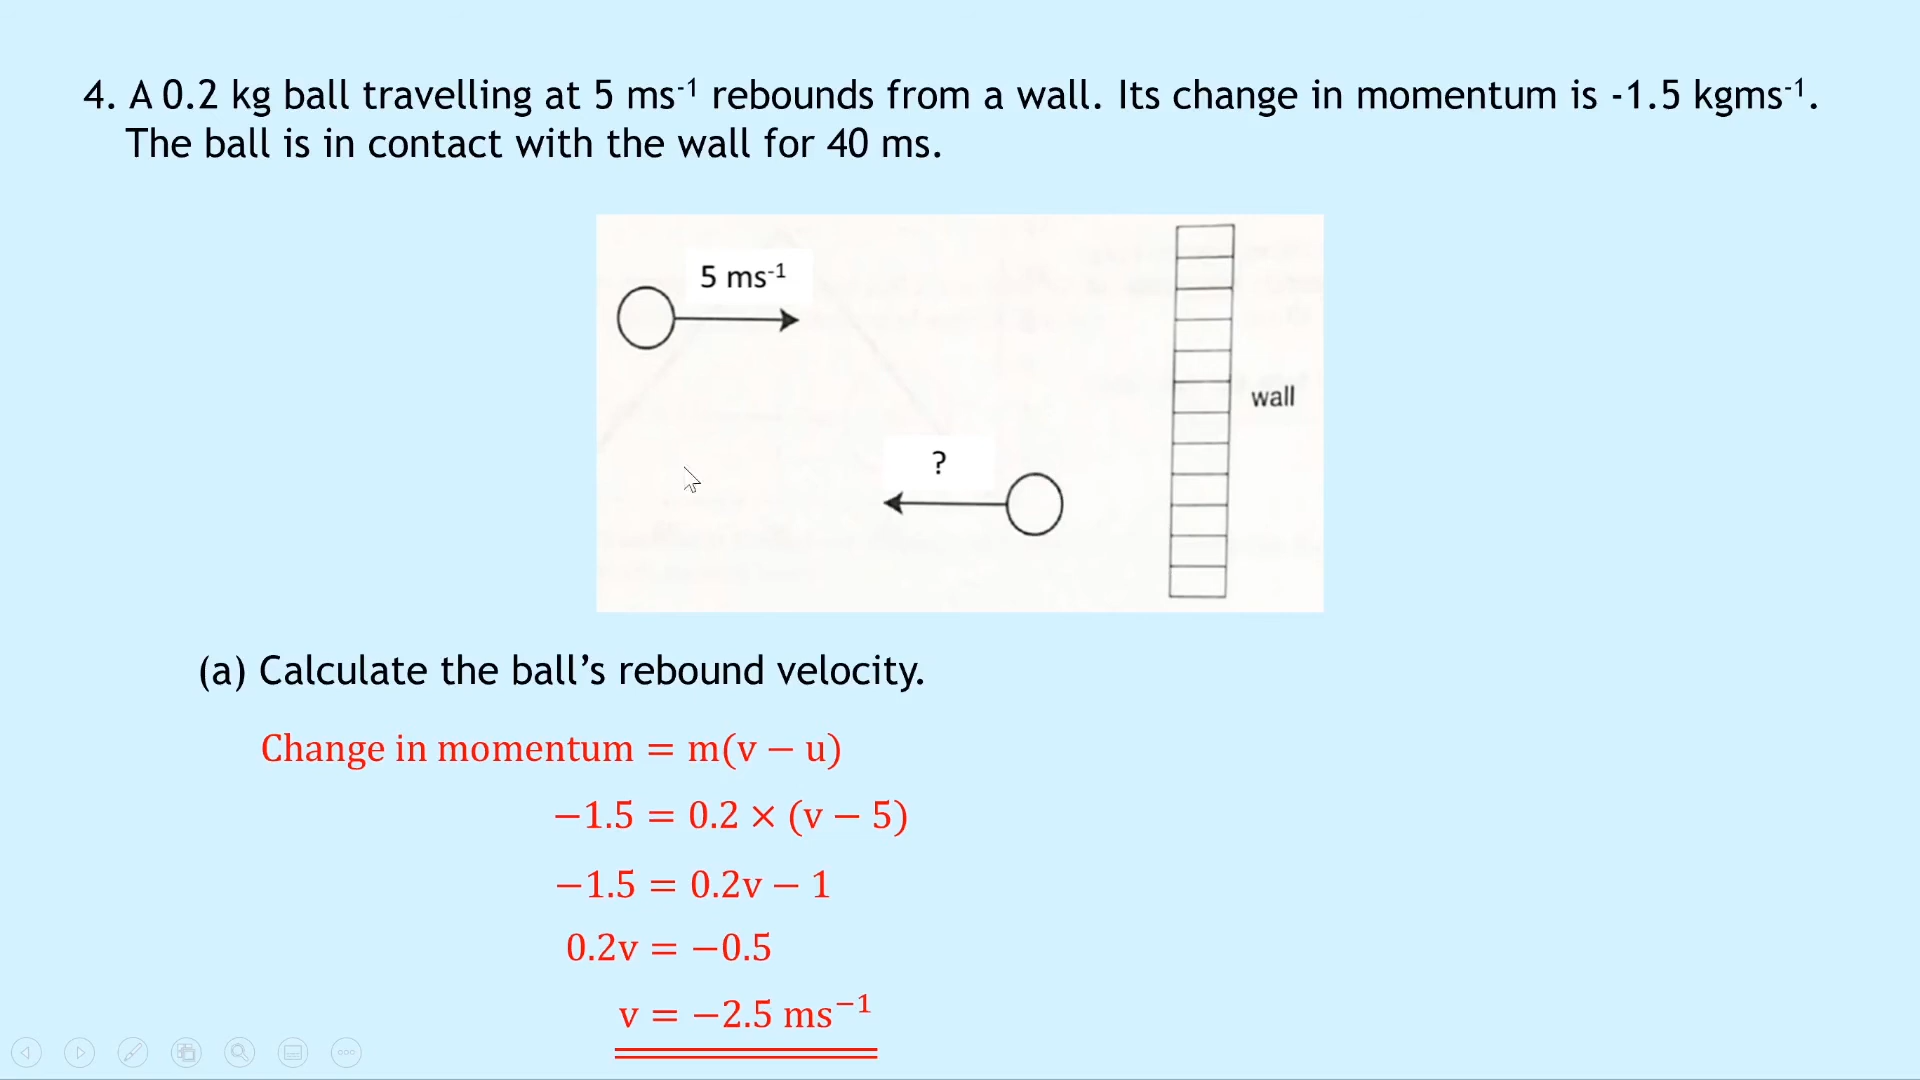 4. A 0.2 kg ball travelling at 5 ms⁻¹ rebounds from a wall. Its change in momentum is -1.5 kgms⁻¹.
The ball is in contact with the wall for 40 ms.
5 ms⁻¹
wall
?
(a) Calculate the ball’s rebound velocity.
Change in momentum = m(v − u)
−1.5 = 0.2 × (v − 5)
−1.5 = 0.2v − 1
0.2v = −0.5
v = −2.5 ms⁻¹